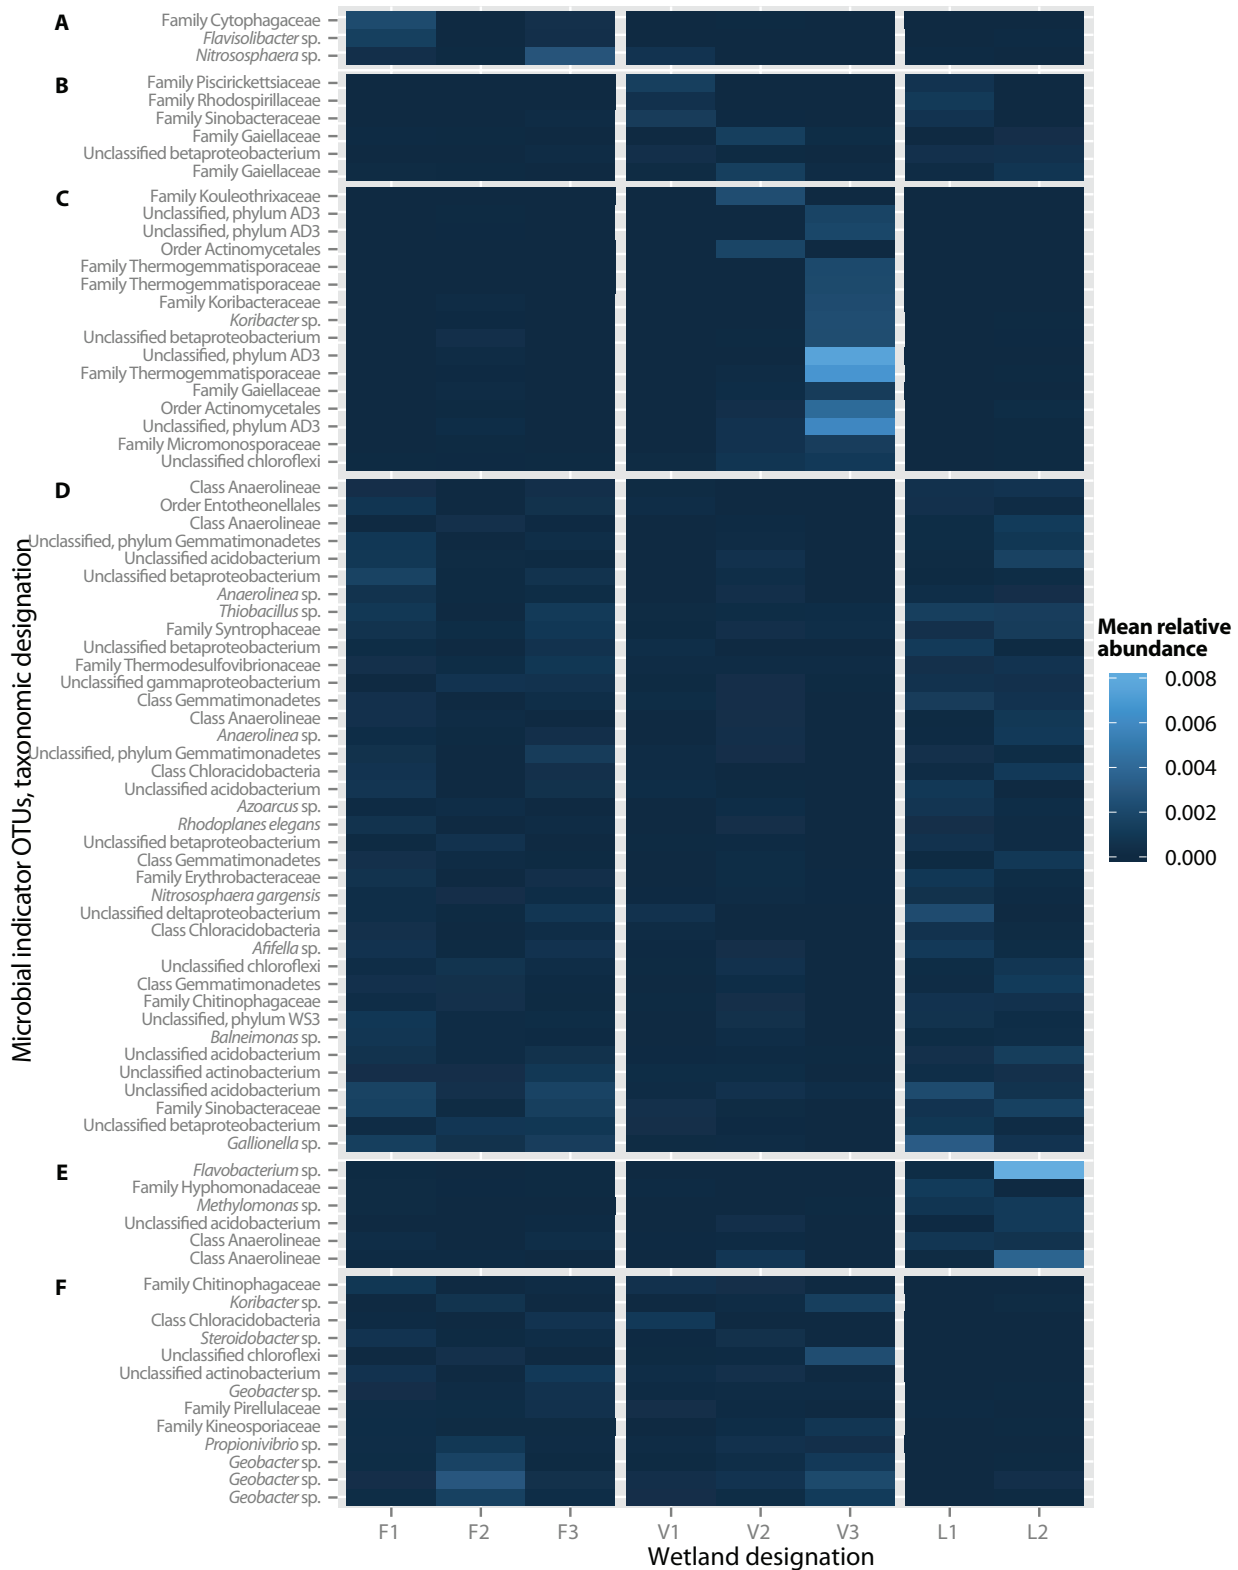 A
Family Cytophagaceae
Flavisolibacter sp.
Nitrososphaera sp.
B
Family Piscirickettsiaceae
Family Rhodospirillaceae
Family Sinobacteraceae
Family Gaiellaceae
Unclassified betaproteobacterium
Family Gaiellaceae
C
Family Kouleothrixaceae
Unclassified, phylum AD3
Unclassified, phylum AD3
Order Actinomycetales
Family Thermogemmatisporaceae
Family Thermogemmatisporaceae
Family Koribacteraceae
Koribacter sp.
Unclassified betaproteobacterium
Unclassified, phylum AD3
Family Thermogemmatisporaceae
Family Gaiellaceae
Order Actinomycetales
Unclassified, phylum AD3
Family Micromonosporaceae
Unclassified chloroflexi
D
Class Anaerolineae
Order Entotheonellales
Class Anaerolineae
Unclassified, phylum Gemmatimonadetes
Unclassified acidobacterium
Unclassified betaproteobacterium
Anaerolinea sp.
Thiobacillus sp.
Family Syntrophaceae
Unclassified betaproteobacterium
Family Thermodesulfovibrionaceae
Unclassified gammaproteobacterium
Class Gemmatimonadetes
Class Anaerolineae
Anaerolinea sp.
Unclassified, phylum Gemmatimonadetes
Class Chloracidobacteria
Unclassified acidobacterium
Azoarcus sp.
Rhodoplanes elegans
Unclassified betaproteobacterium
Class Gemmatimonadetes
Family Erythrobacteraceae
Nitrososphaera gargensis
Unclassified deltaproteobacterium
Class Chloracidobacteria
Afifella sp.
Unclassified chloroflexi
Class Gemmatimonadetes
Family Chitinophagaceae
Unclassified, phylum WS3
Balneimonas sp.
Unclassified acidobacterium
Unclassified actinobacterium
Unclassified acidobacterium
Family Sinobacteraceae
Unclassified betaproteobacterium
Gallionella sp.
E
Flavobacterium sp.
Family Hyphomonadaceae
Methylomonas sp.
Unclassified acidobacterium
Class Anaerolineae
Class Anaerolineae
F
Family Chitinophagaceae
Koribacter sp.
Class Chloracidobacteria
Steroidobacter sp.
Unclassified chloroflexi
Unclassified actinobacterium
Geobacter sp.
Family Pirellulaceae
Family Kineosporiaceae
Propionivibrio sp.
Geobacter sp.
Geobacter sp.
Geobacter sp.
Microbial indicator OTUs, taxonomic designation
F1 F2 F3 V1 V2 V3 L1 L2
Wetland designation
Mean relative
abundance
0.008
0.006
0.004
0.002
0.000